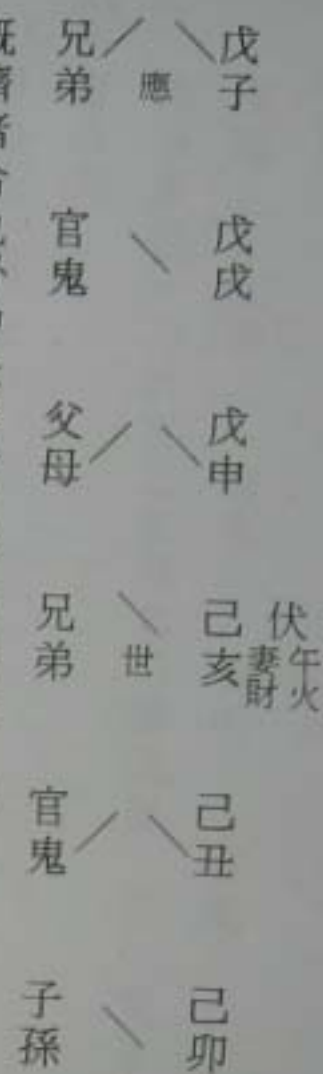 兄弟 應 戊子
官鬼 戊戌
父母 戊申
兄弟 世 己亥 伏 午火 妻財
官鬼 己丑
子孫 己卯